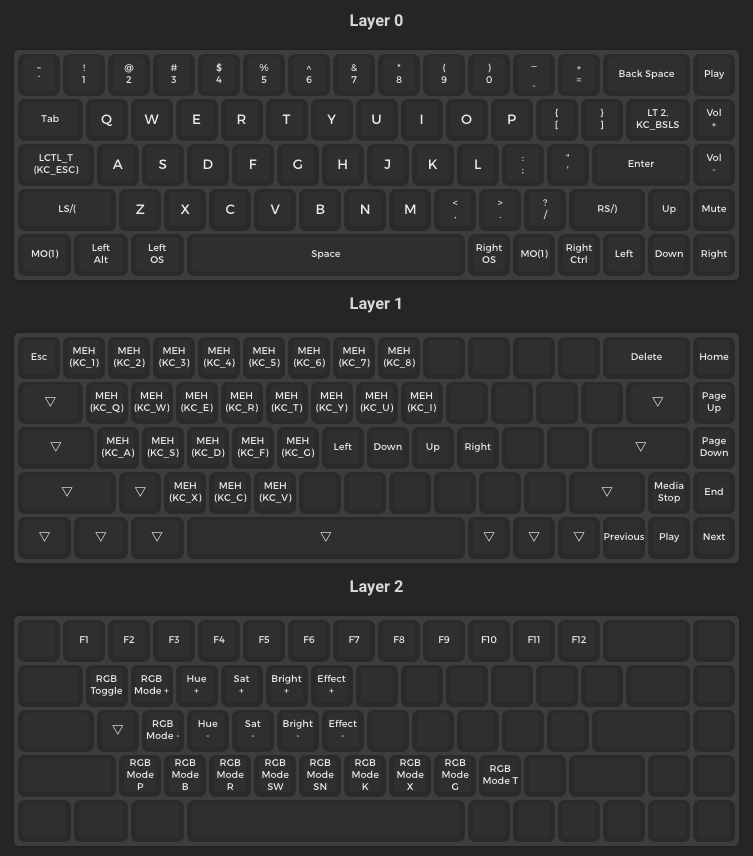 Layer 0
~ ! @ # $ % ^ & * ( ) _ + Back Space Play
` 1 2 3 4 5 6 7 8 9 0 - =
Tab Q W E R T Y U I O P { } LT 2, Vol
[ ] KC_BSLS +
LCTL_T A S D F G H J K L : " Enter Vol
(KC_ESC) ; ' -
LS/( Z X C V B N M < > ? RS/) Up Mute
, . /
MO(1) Left Left Space Right MO(1) Right Left Down Right
Alt OS OS Ctrl
Layer 1
Esc MEH MEH MEH MEH MEH MEH MEH MEH Delete Home
(KC_1) (KC_2) (KC_3) (KC_4) (KC_5) (KC_6) (KC_7) (KC_8)
▽ MEH MEH MEH MEH MEH MEH MEH MEH ▽ Page
(KC_Q) (KC_W) (KC_E) (KC_R) (KC_T) (KC_Y) (KC_U) (KC_I) Up
▽ MEH MEH MEH MEH MEH Left Down Up Right ▽ Page
(KC_A) (KC_S) (KC_D) (KC_F) (KC_G) Down
▽ ▽ MEH MEH MEH ▽ Media End
(KC_X) (KC_C) (KC_V) Stop
▽ ▽ ▽ ▽ ▽ ▽ ▽ Previous Play Next
Layer 2
F1 F2 F3 F4 F5 F6 F7 F8 F9 F10 F11 F12
RGB RGB Hue Sat Bright Effect
Toggle Mode + + + + +
▽ RGB Hue Sat Bright Effect
Mode - - - - -
RGB RGB RGB RGB RGB RGB RGB RGB RGB
Mode Mode Mode Mode Mode Mode Mode Mode Mode T
P B R SW SN K X G